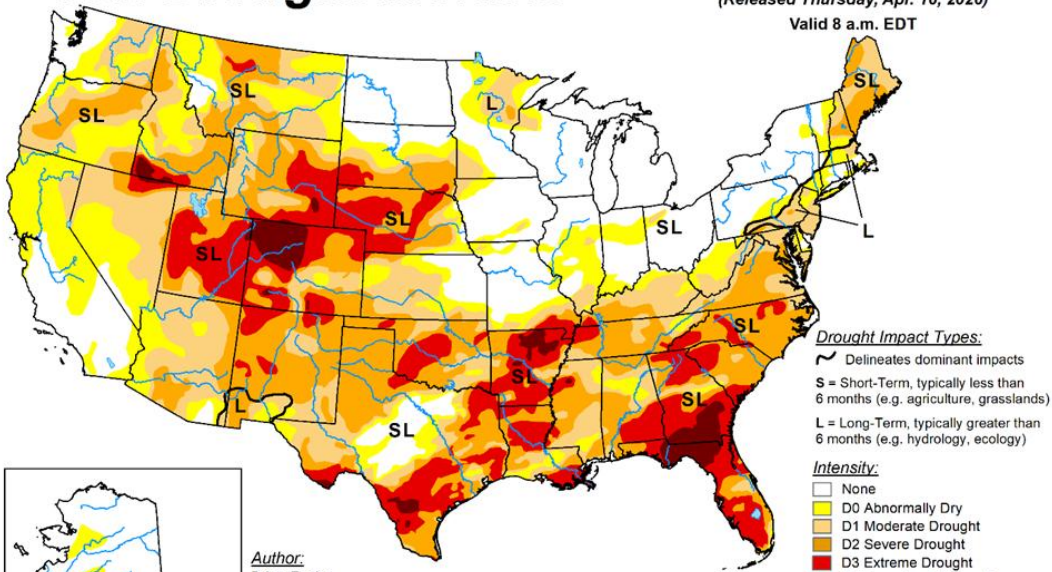 (Released Thursday, Apr. 16, 2026)
Valid 8 a.m. EDT
SL
SL
SL
L
SL
SL
SL
L
SL
SL
SL
SL
L
SL
Drought Impact Types:
Delineates dominant impacts
S = Short-Term, typically less than
6 months (e.g. agriculture, grasslands)
L = Long-Term, typically greater than
6 months (e.g. hydrology, ecology)
Intensity:
None
D0 Abnormally Dry
D1 Moderate Drought
D2 Severe Drought
D3 Extreme Drought
Author: